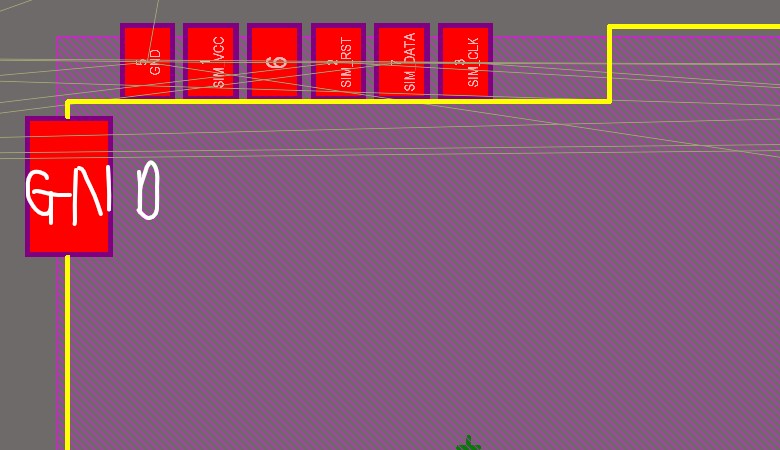 5 GND
1 SIM_VCC
6
2 SIM_RST
7 SIM_DATA
3 SIM_CLK
GND